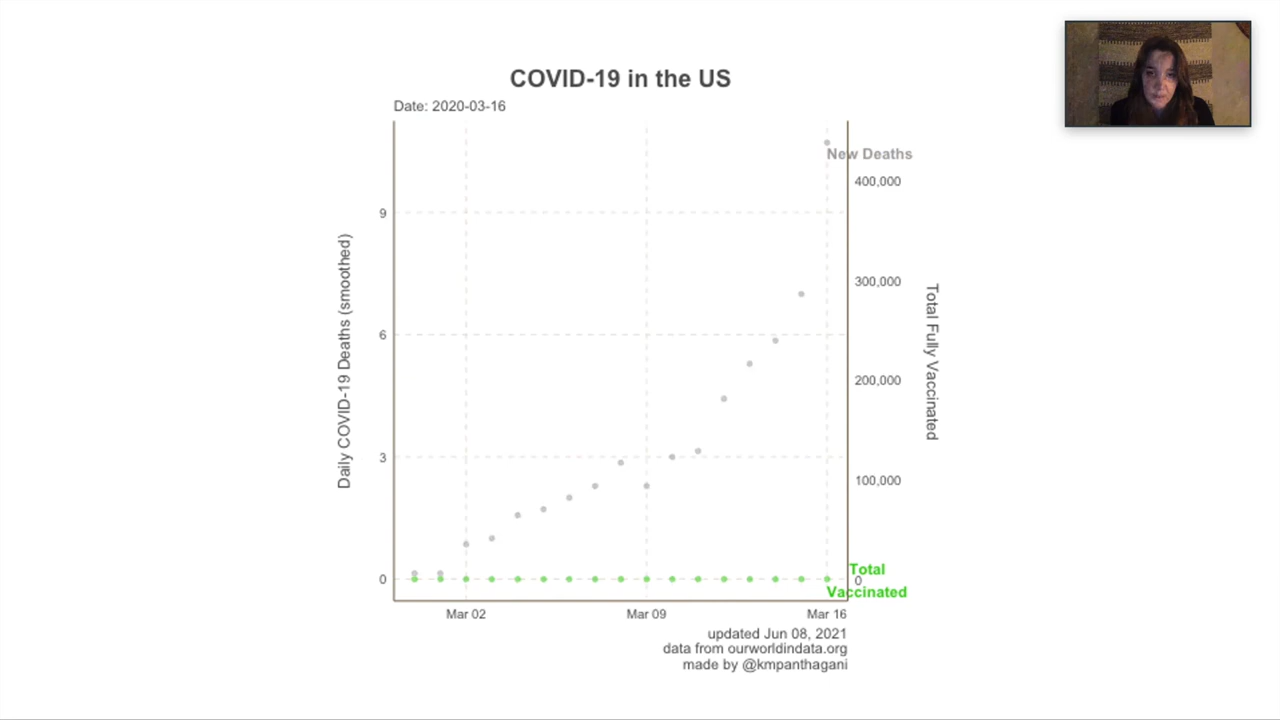 COVID-19 in the US
Date: 2020-03-16
New Deaths
400,000
9
300,000
6
200,000
3
100,000
0
0
Daily COVID-19 Deaths (smoothed)
Total Fully Vaccinated
Total
Vaccinated
Mar 02
Mar 09
Mar 16
updated Jun 08, 2021
data from ourworldindata.org
made by @kmpanthagani